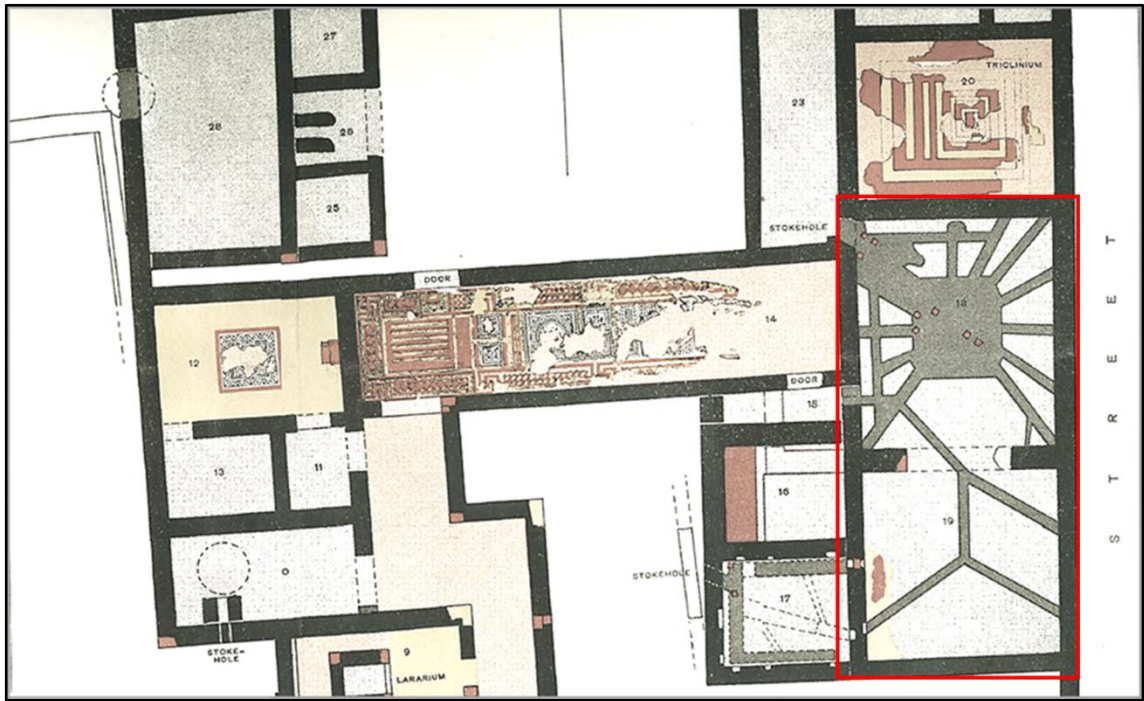 27
TRICLINIUM
20
23
28
26
25
STOKEHOLE
DOOR
18
14
12
DOOR
15
13
11
16
19
STOKEHOLE
17
O
STOKE-
HOLE
9
LARARIUM
STREET